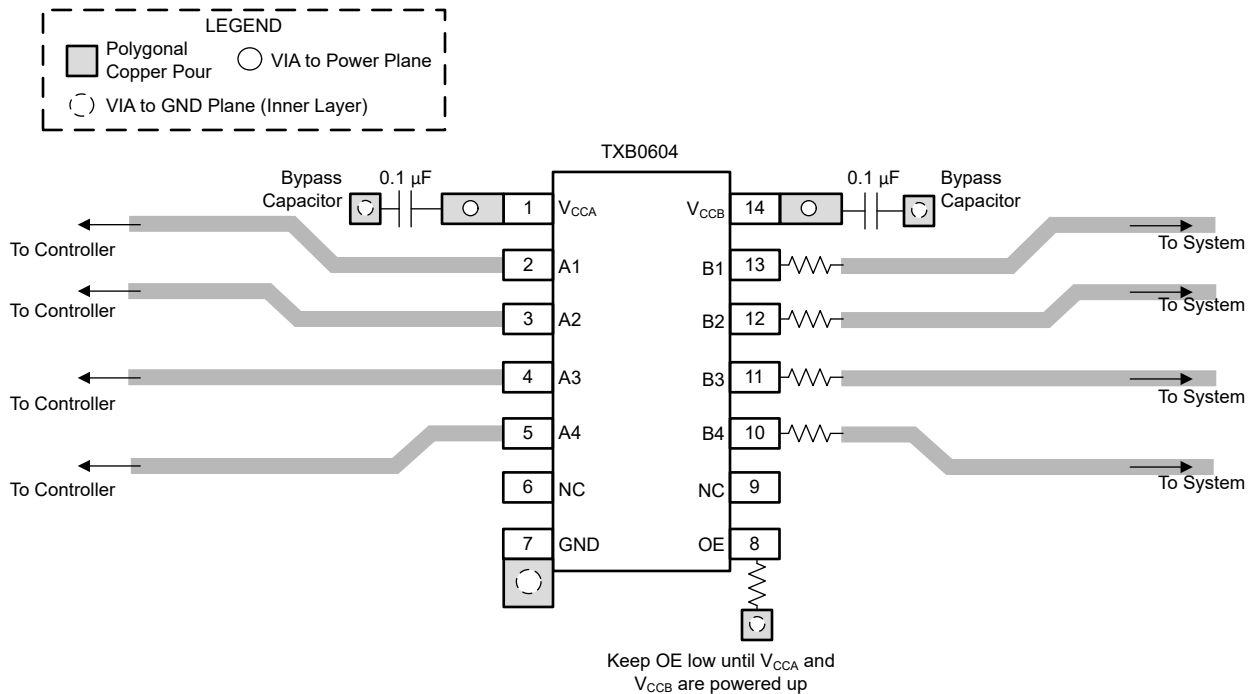 LEGEND
Polygonal
Copper Pour
VIA to Power Plane
VIA to GND Plane (Inner Layer)
TXB0604
Bypass
Capacitor
0.1 µF
0.1 µF
Bypass
Capacitor
1 VCCA
VCCB 14
To Controller
To System
2 A1
B1 13
To Controller
To System
3 A2
B2 12
4 A3
B3 11
To Controller
To System
5 A4
B4 10
To Controller
To System
6 NC
NC 9
7 GND
OE 8
Keep OE low until VCCA and
VCCB are powered up